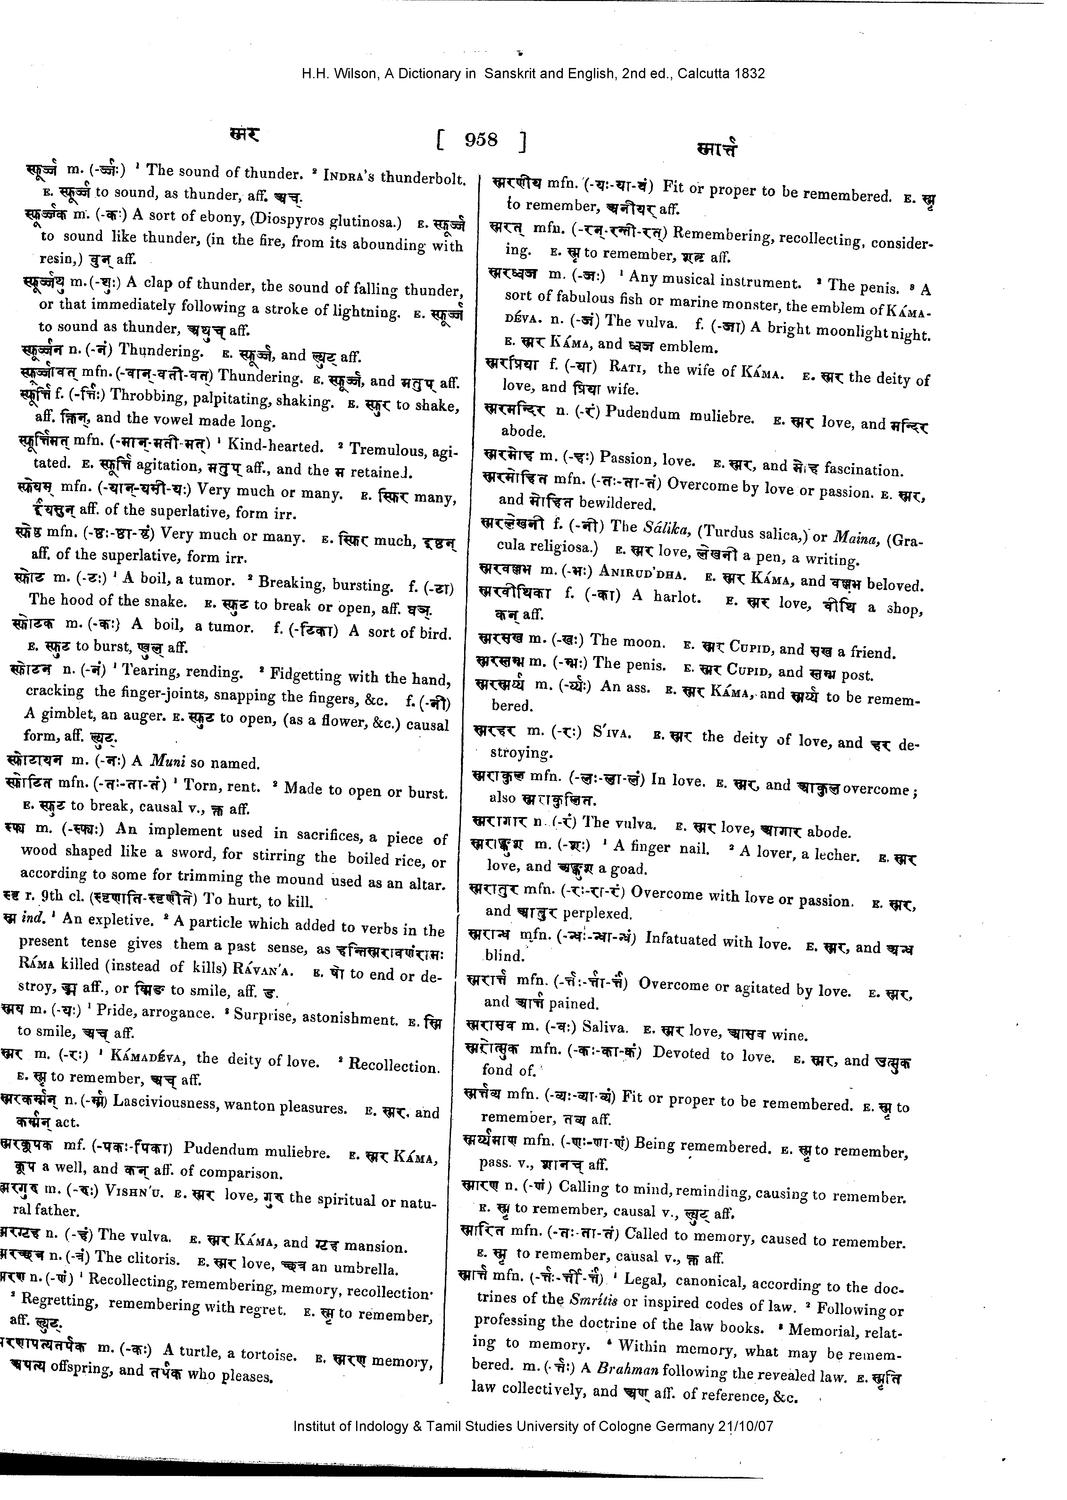 H.H. Wilson, A Dictionary in Sanskrit and English, 2nd ed., Calcutta 1832
स्मर
[ 958 ]
स्मार्त्त
स्फूर्ज्ज m. (-र्ज्जः) ¹ The sound of thunder. ² INDRA'S thunderbolt.
E. स्फूर्ज्ज to sound, as thunder, aff. अच्.
स्फूर्ज्जक m. (-कः) A sort of ebony, (Diospyros glutinosa.) E. स्फूर्ज्ज
to sound like thunder, (in the fire, from its abounding with
resin,) वुन् aff.
स्फूर्ज्जथु m. (-थुः) A clap of thunder, the sound of falling thunder,
or that immediately following a stroke of lightning. E. स्फूर्ज्ज
to sound as thunder, अथुच् aff.
स्फूर्ज्जन n. (-नं) Thundering. E. स्फूर्ज्ज, and ल्युट् aff.
स्फूर्ज्जावत् mfn. (-वान्-वती-वत्) Thundering. E. स्फूर्ज्ज, and मतुप् aff.
स्फूर्त्ति f. (-र्त्तिः) Throbbing, palpitating, shaking. E. स्फुर to shake,
aff. क्तिन्, and the vowel made long.
स्फूर्त्तिमत् mfn. (-मान्-मती-मत्) ¹ Kind-hearted. ² Tremulous, agi-
tated. E. स्फूर्त्ति agitation, मतुप् aff., and the म retained.
स्फेयस् mfn. (-यान्-यसी-यः) Very much or many. E. स्फिर many,
ईयसुन् aff. of the superlative, form irr.
स्फेष्ठ mfn. (-ष्ठः-ष्ठा-ष्ठं) Very much or many. E. स्फिर much, इष्ठन्
aff. of the superlative, form irr.
स्फोट m. (-टः) ¹ A boil, a tumor. ² Breaking, bursting. f. (-टा)
The hood of the snake. E. स्फुट to break or open, aff. घञ्.
स्फोटक m. (-कः) A boil, a tumor. f. (-टिका) A sort of bird.
E. स्फुट to burst, ण्वुल् aff.
स्फोटन n. (-नं) ¹ Tearing, rending. ² Fidgetting with the hand,
cracking the finger-joints, snapping the fingers, &c. f. (-नी)
A gimblet, an auger. E. स्फुट to open, (as a flower, &c.) causal
form, aff. ल्युट्.
स्फोटायन m. (-नः) A Muni so named.
स्फोटित mfn. (-तः-ता-तं) ¹ Torn, rent. ² Made to open or burst.
E. स्फुट to break, causal v., क्त aff.
स्फ्य m. (-स्फ्यः) An implement used in sacrifices, a piece of
wood shaped like a sword, for stirring the boiled rice, or
according to some for trimming the mound used as an altar.
स्मृ r. 9th cl. (स्मृणाति-स्मृणीते) To hurt, to kill.
स्म ind. ¹ An expletive. ² A particle which added to verbs in the
present tense gives them a past sense, as हन्तिस्मरावणंरामः
RÁMA killed (instead of kills) RÁVAN'A. E. षो to end or de-
stroy, ड्म aff., or स्मिङ to smile, aff. ड.
स्मय m. (-यः) ¹ Pride, arrogance. ² Surprise, astonishment. E. स्मि
to smile, अच् aff.
स्मर m. (-रः) ¹ KÁMADÉVA, the deity of love. ² Recollection.
E. स्मृ to remember, अच् aff.
स्मरकर्म्मन् n. (-र्म्म) Lasciviousness, wanton pleasures. E. स्मर, and
कर्म्मन् act.
स्मरकूपक mf. (-पकः-पिका) Pudendum muliebre. E. स्मर KÁMA,
कूप a well, and कन् aff. of comparison.
स्मरगुरु m. (-रुः) VISHN'U. E. स्मर love, गुरु the spiritual or natu-
ral father.
स्मरगृह n. (-हं) The vulva. E. स्मर KÁMA, and गृह mansion.
स्मरच्छत्र n. (-त्रं) The clitoris. E. स्मर love, च्छत्र an umbrella.
स्मरण n. (-णं) ¹ Recollecting, remembering, memory, recollection.
² Regretting, remembering with regret. E. स्मृ to remember,
aff. ल्युट्.
स्मरणापत्यतर्पक m. (-कः) A turtle, a tortoise. E. स्मरण memory,
अपत्य offspring, and तर्पक who pleases.
स्मरणीय mfn. (-यः-या-यं) Fit or proper to be remembered. E. स्मृ
to remember, अनीयर् aff.
स्मरत् mfn. (-रन्-रन्ती-रत्) Remembering, recollecting, consider-
ing. E. स्मृ to remember, शतृ aff.
स्मरध्वज m. (-जः) ¹ Any musical instrument. ² The penis. ³ A
sort of fabulous fish or marine monster, the emblem of KÁMA-
DÉVA. n. (-जं) The vulva. f. (-जा) A bright moonlight night.
E. स्मर KÁMA, and ध्वज emblem.
स्मरप्रिया f. (-या) RATI, the wife of KÁMA. E. स्मर the deity of
love, and प्रिया wife.
स्मरमन्दिर n. (-रं) Pudendum muliebre. E. स्मर love, and मन्दिर
abode.
स्मरमोह m. (-हः) Passion, love. E. स्मर, and मोह fascination.
स्मरमोहित mfn. (-तः-ता-तं) Overcome by love or passion. E. स्मर,
and मोहित bewildered.
स्मरलेखनी f. (-नी) The Sálika, (Turdus salica,) or Maina, (Gra-
cula religiosa.) E. स्मर love, लेखनी a pen, a writing.
स्मरवल्लभ m. (-भः) ANIRUD'DHA. E. स्मर KÁMA, and वल्लभ beloved.
स्मरवीथिका f. (-का) A harlot. E. स्मर love, वीथि a shop,
कन् aff.
स्मरसख m. (-खः) The moon. E. स्मर CUPID, and सख a friend.
स्मरस्तम्भ m. (-म्भः) The penis. E. स्मर CUPID, and स्तम्भ post.
स्मरस्मर्य्य m. (-र्य्यः) An ass. E. स्मर KÁMA, and स्मर्य्य to be remem-
bered.
स्मरहर m. (-रः) S'IVA. E. स्मर the deity of love, and हर de-
stroying.
स्मराकुल mfn. (-लः-ला-लं) In love. E. स्मर, and आकुल overcome;
also स्मराकुलित.
स्मरागार n. (-रं) The vulva. E. स्मर love, आगार abode.
स्मराङ्कुश m. (-शः) ¹ A finger nail. ² A lover, a lecher. E. स्मर
love, and अङ्कुश a goad.
स्मरातुर mfn. (-रः-रा-रं) Overcome with love or passion. E. स्मर,
and आतुर perplexed.
स्मरान्ध mfn. (-न्धः-न्धा-न्धं) Infatuated with love. E. स्मर, and अन्ध
blind.
स्मरार्त्त mfn. (-र्त्तः-र्त्ता-र्त्तं) Overcome or agitated by love. E. स्मर,
and आर्त्त pained.
स्मरासव m. (-वः) Saliva. E. स्मर love, आसव wine.
स्मरोत्सुक mfn. (-कः-का-कं) Devoted to love. E. स्मर, and उत्सुक
fond of.
स्मर्त्तव्य mfn. (-व्यः-व्या-व्यं) Fit or proper to be remembered. E. स्मृ to
remember, तव्य aff.
स्मर्य्यमाण mfn. (-णः-णा-णं) Being remembered. E. स्मृ to remember,
pass. v., शानच् aff.
स्मारण n. (-णं) Calling to mind, reminding, causing to remember.
E. स्मृ to remember, causal v., ल्युट् aff.
स्मारित mfn. (-तः-ता-तं) Called to memory, caused to remember.
E. स्मृ to remember, causal v., क्त aff.
स्मार्त्त mfn. (-र्त्तः-र्त्ती-र्त्तं) ¹ Legal, canonical, according to the doc-
trines of the Smritis or inspired codes of law. ² Following or
professing the doctrine of the law books. ³ Memorial, relat-
ing to memory. ⁴ Within memory, what may be remem-
bered. m. (-र्त्तः) A Brahman following the revealed law. E. स्मृति
law collectively, and अण् aff. of reference, &c.
Institut of Indology & Tamil Studies University of Cologne Germany 21/10/07